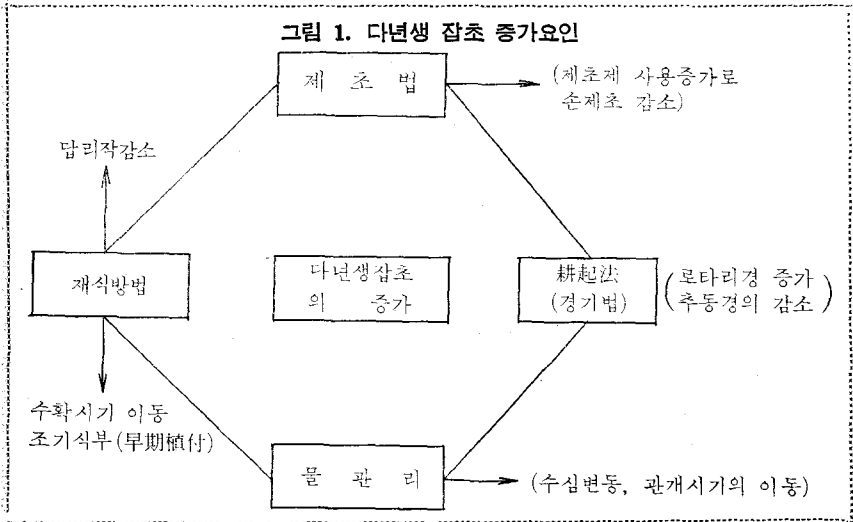 그림 1. 다년생 잡초 증가요인
제 초 법
(제초제 사용증가로
손제초 감소)
답리작감소
재식방법
다년생잡초
의 증가
耕起法
(경기법)
(로타리경 증가
추동경의 감소)
수확시기 이동
조기식부(早期植付)
물 관 리
(수심변동, 관개시기의 이동)